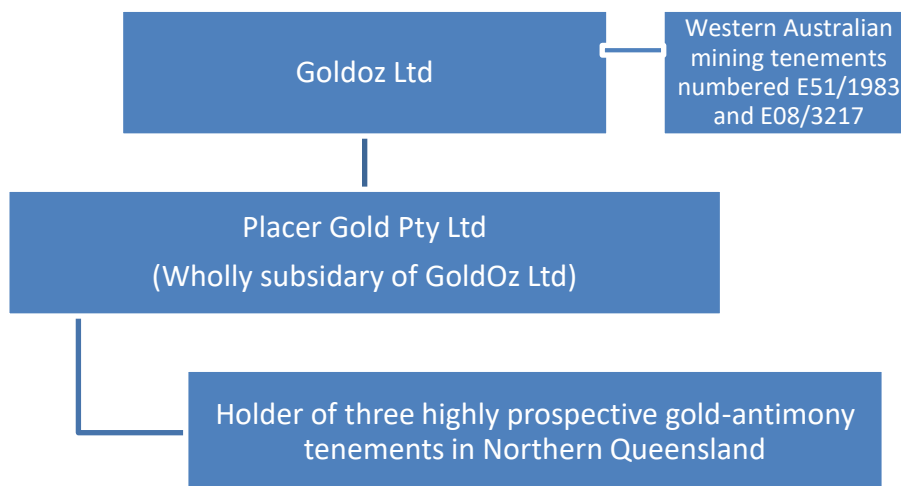 Goldoz Ltd
Western Australian
mining tenements
numbered E51/1983
and E08/3217
Placer Gold Pty Ltd
(Wholly subsidary of GoldOz Ltd)
Holder of three highly prospective gold-antimony
tenements in Northern Queensland